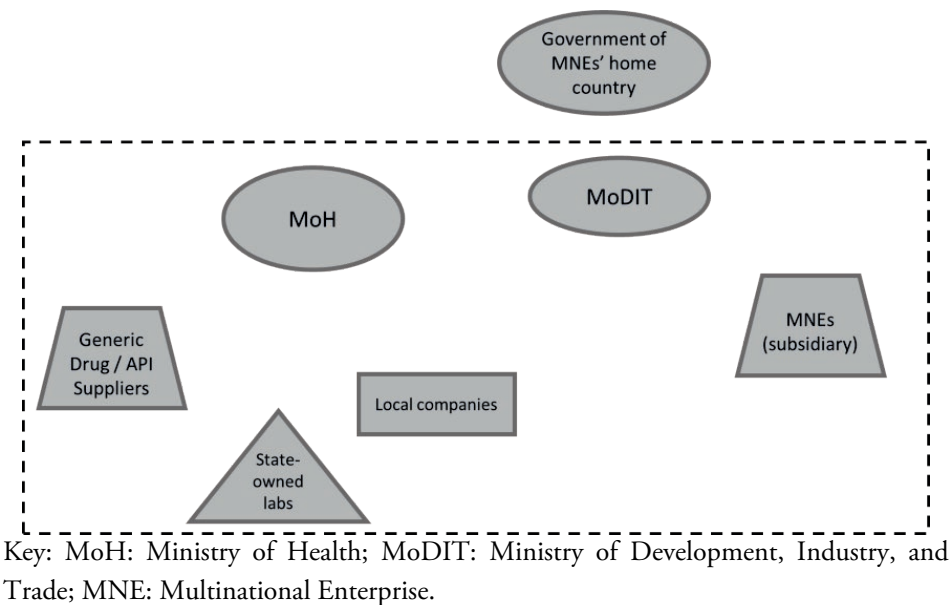 Government of
MNEs' home
country
MoH
MoDIT
Generic
Drug / API
Suppliers
MNEs
(subsidiary)
Local companies
State-
owned
labs
Key: MoH: Ministry of Health; MoDIT: Ministry of Development, Industry, and
Trade; MNE: Multinational Enterprise.